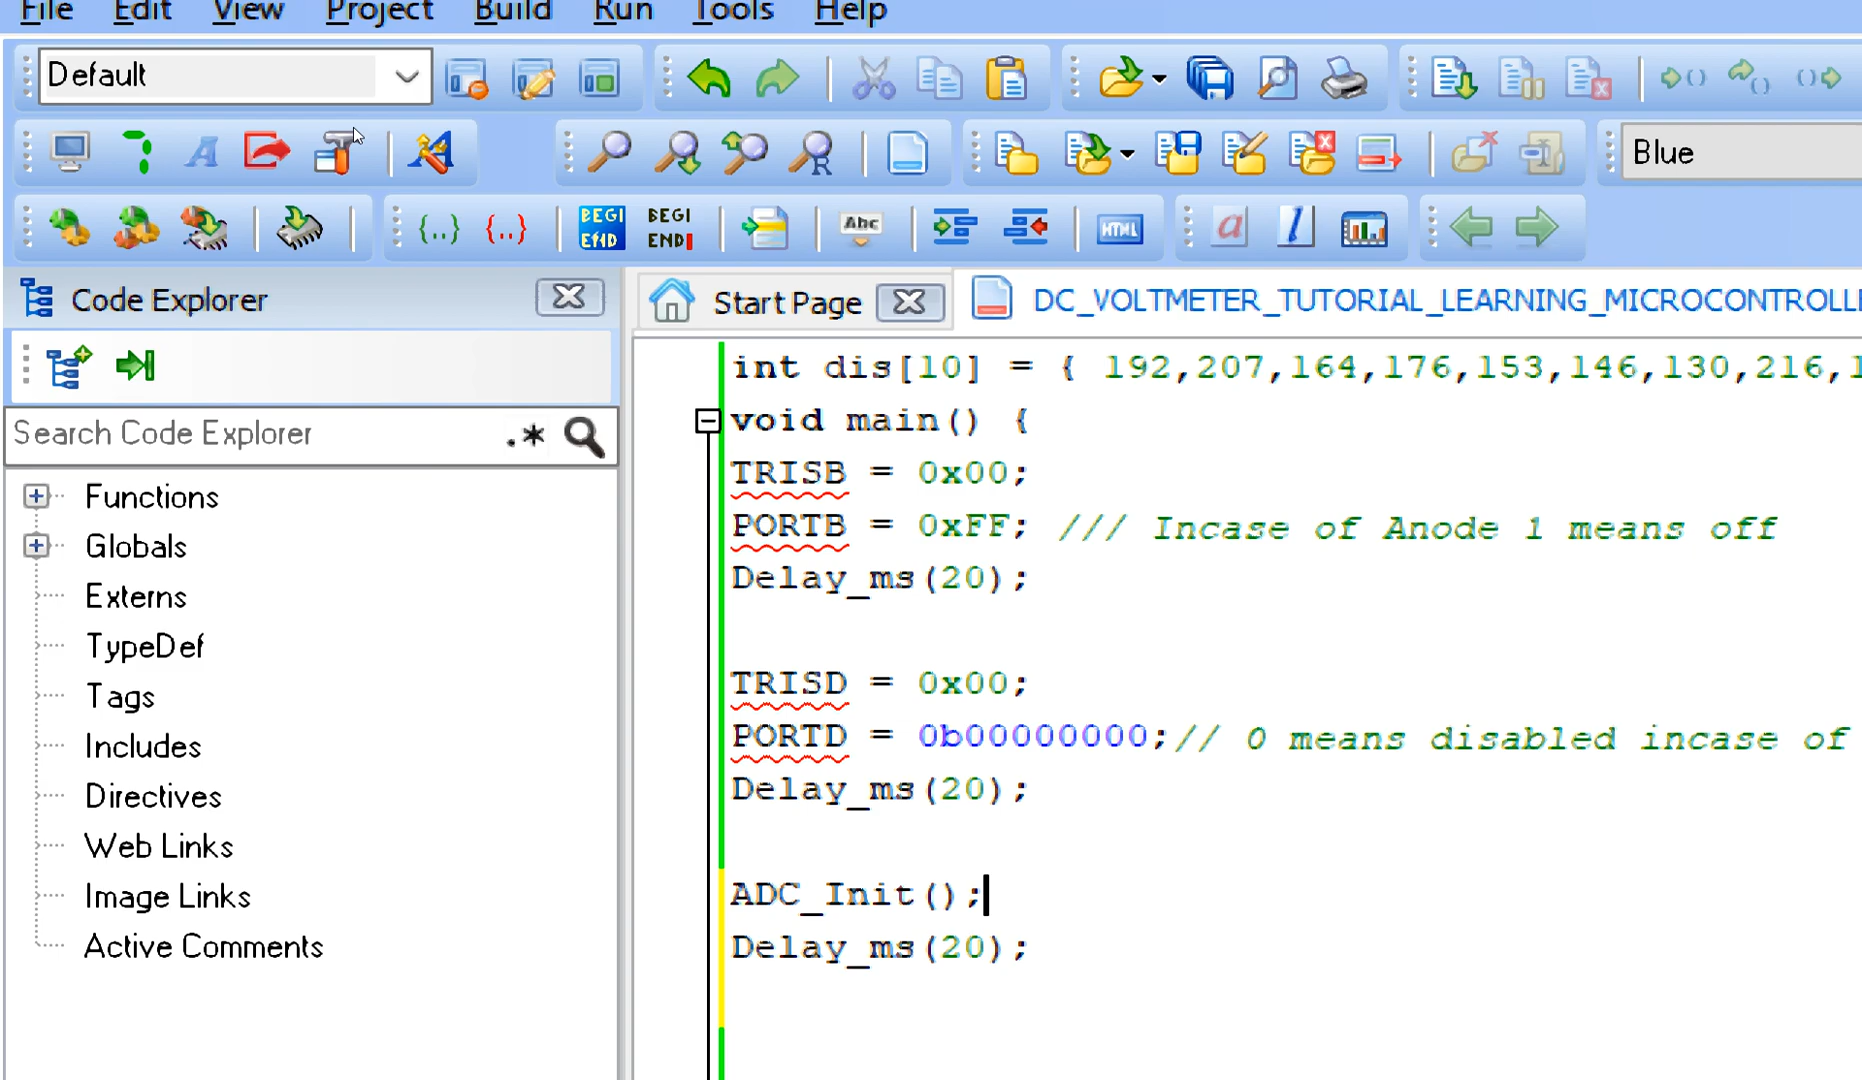 File Edit View Project Build Run Tools Help
Default
Blue
BEGI END BEGI END Abc HTML
Code Explorer
Start Page
DC_VOLTMETER_TUTORIAL_LEARNING_MICROCONTROLLE
Search Code Explorer .*
Functions
Globals
Externs
TypeDef
Tags
Includes
Directives
Web Links
Image Links
Active Comments
int dis[10] = { 192,207,164,176,153,146,130,216,1
void main() {
TRISB = 0x00;
PORTB = 0xFF; /// Incase of Anode 1 means off
Delay_ms(20);
TRISD = 0x00;
PORTD = 0b00000000;// 0 means disabled incase of
Delay_ms(20);
ADC_Init();
Delay_ms(20);